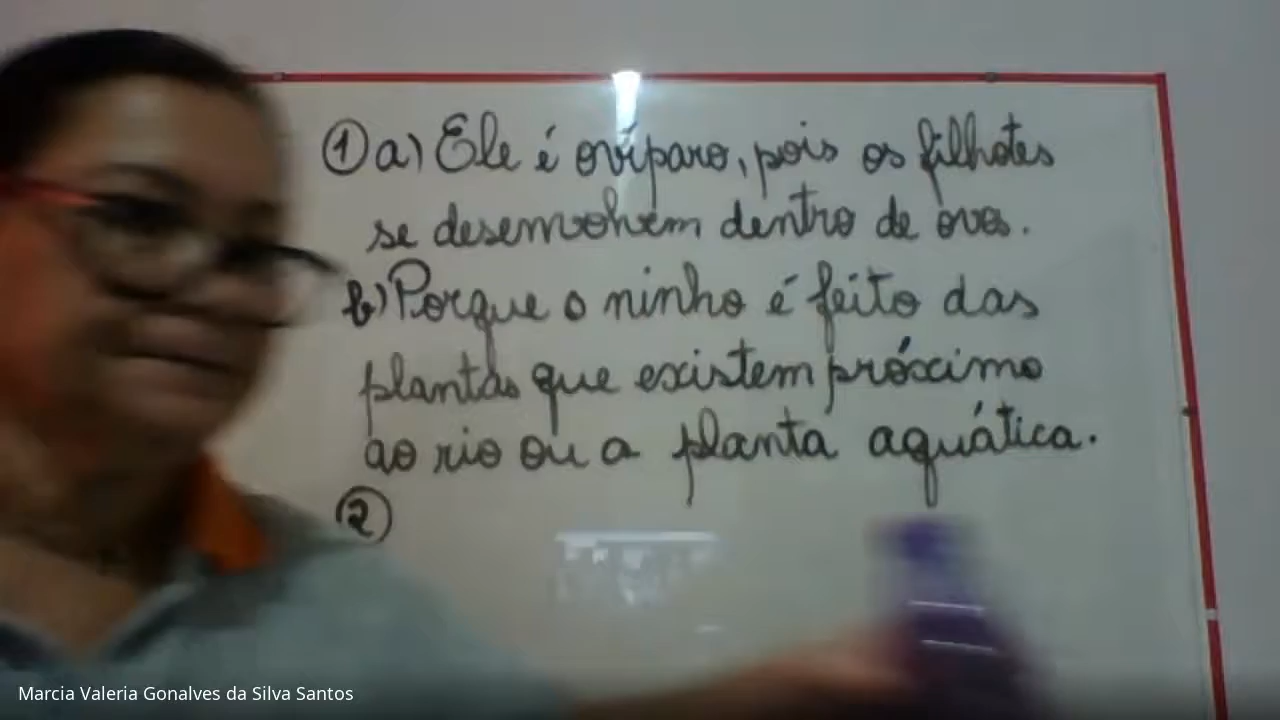 ① a) Ele é ovíparo, pois os filhotes
se desenvolvem dentro de ovos.
b) Porque o ninho é feito das
plantas que existem próximo
ao rio ou a planta aquática.
②
Marcia Valeria Gonalves da Silva Santos